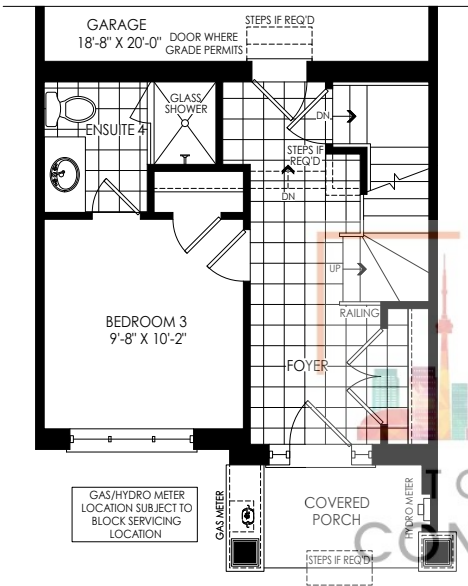 GARAGE
18'-8" X 20'-0"
DOOR WHERE
GRADE PERMITS
STEPS IF REQ'D
GLASS
SHOWER
ENSUITE 4
DN
STEPS IF
REQ'D
DN
UP
RAILING
BEDROOM 3
9'-8" X 10'-2"
FOYER
GAS/HYDRO METER
LOCATION SUBJECT TO
BLOCK SERVICING
LOCATION
GAS METER
COVERED
PORCH
HYDRO METER
STEPS IF REQ'D